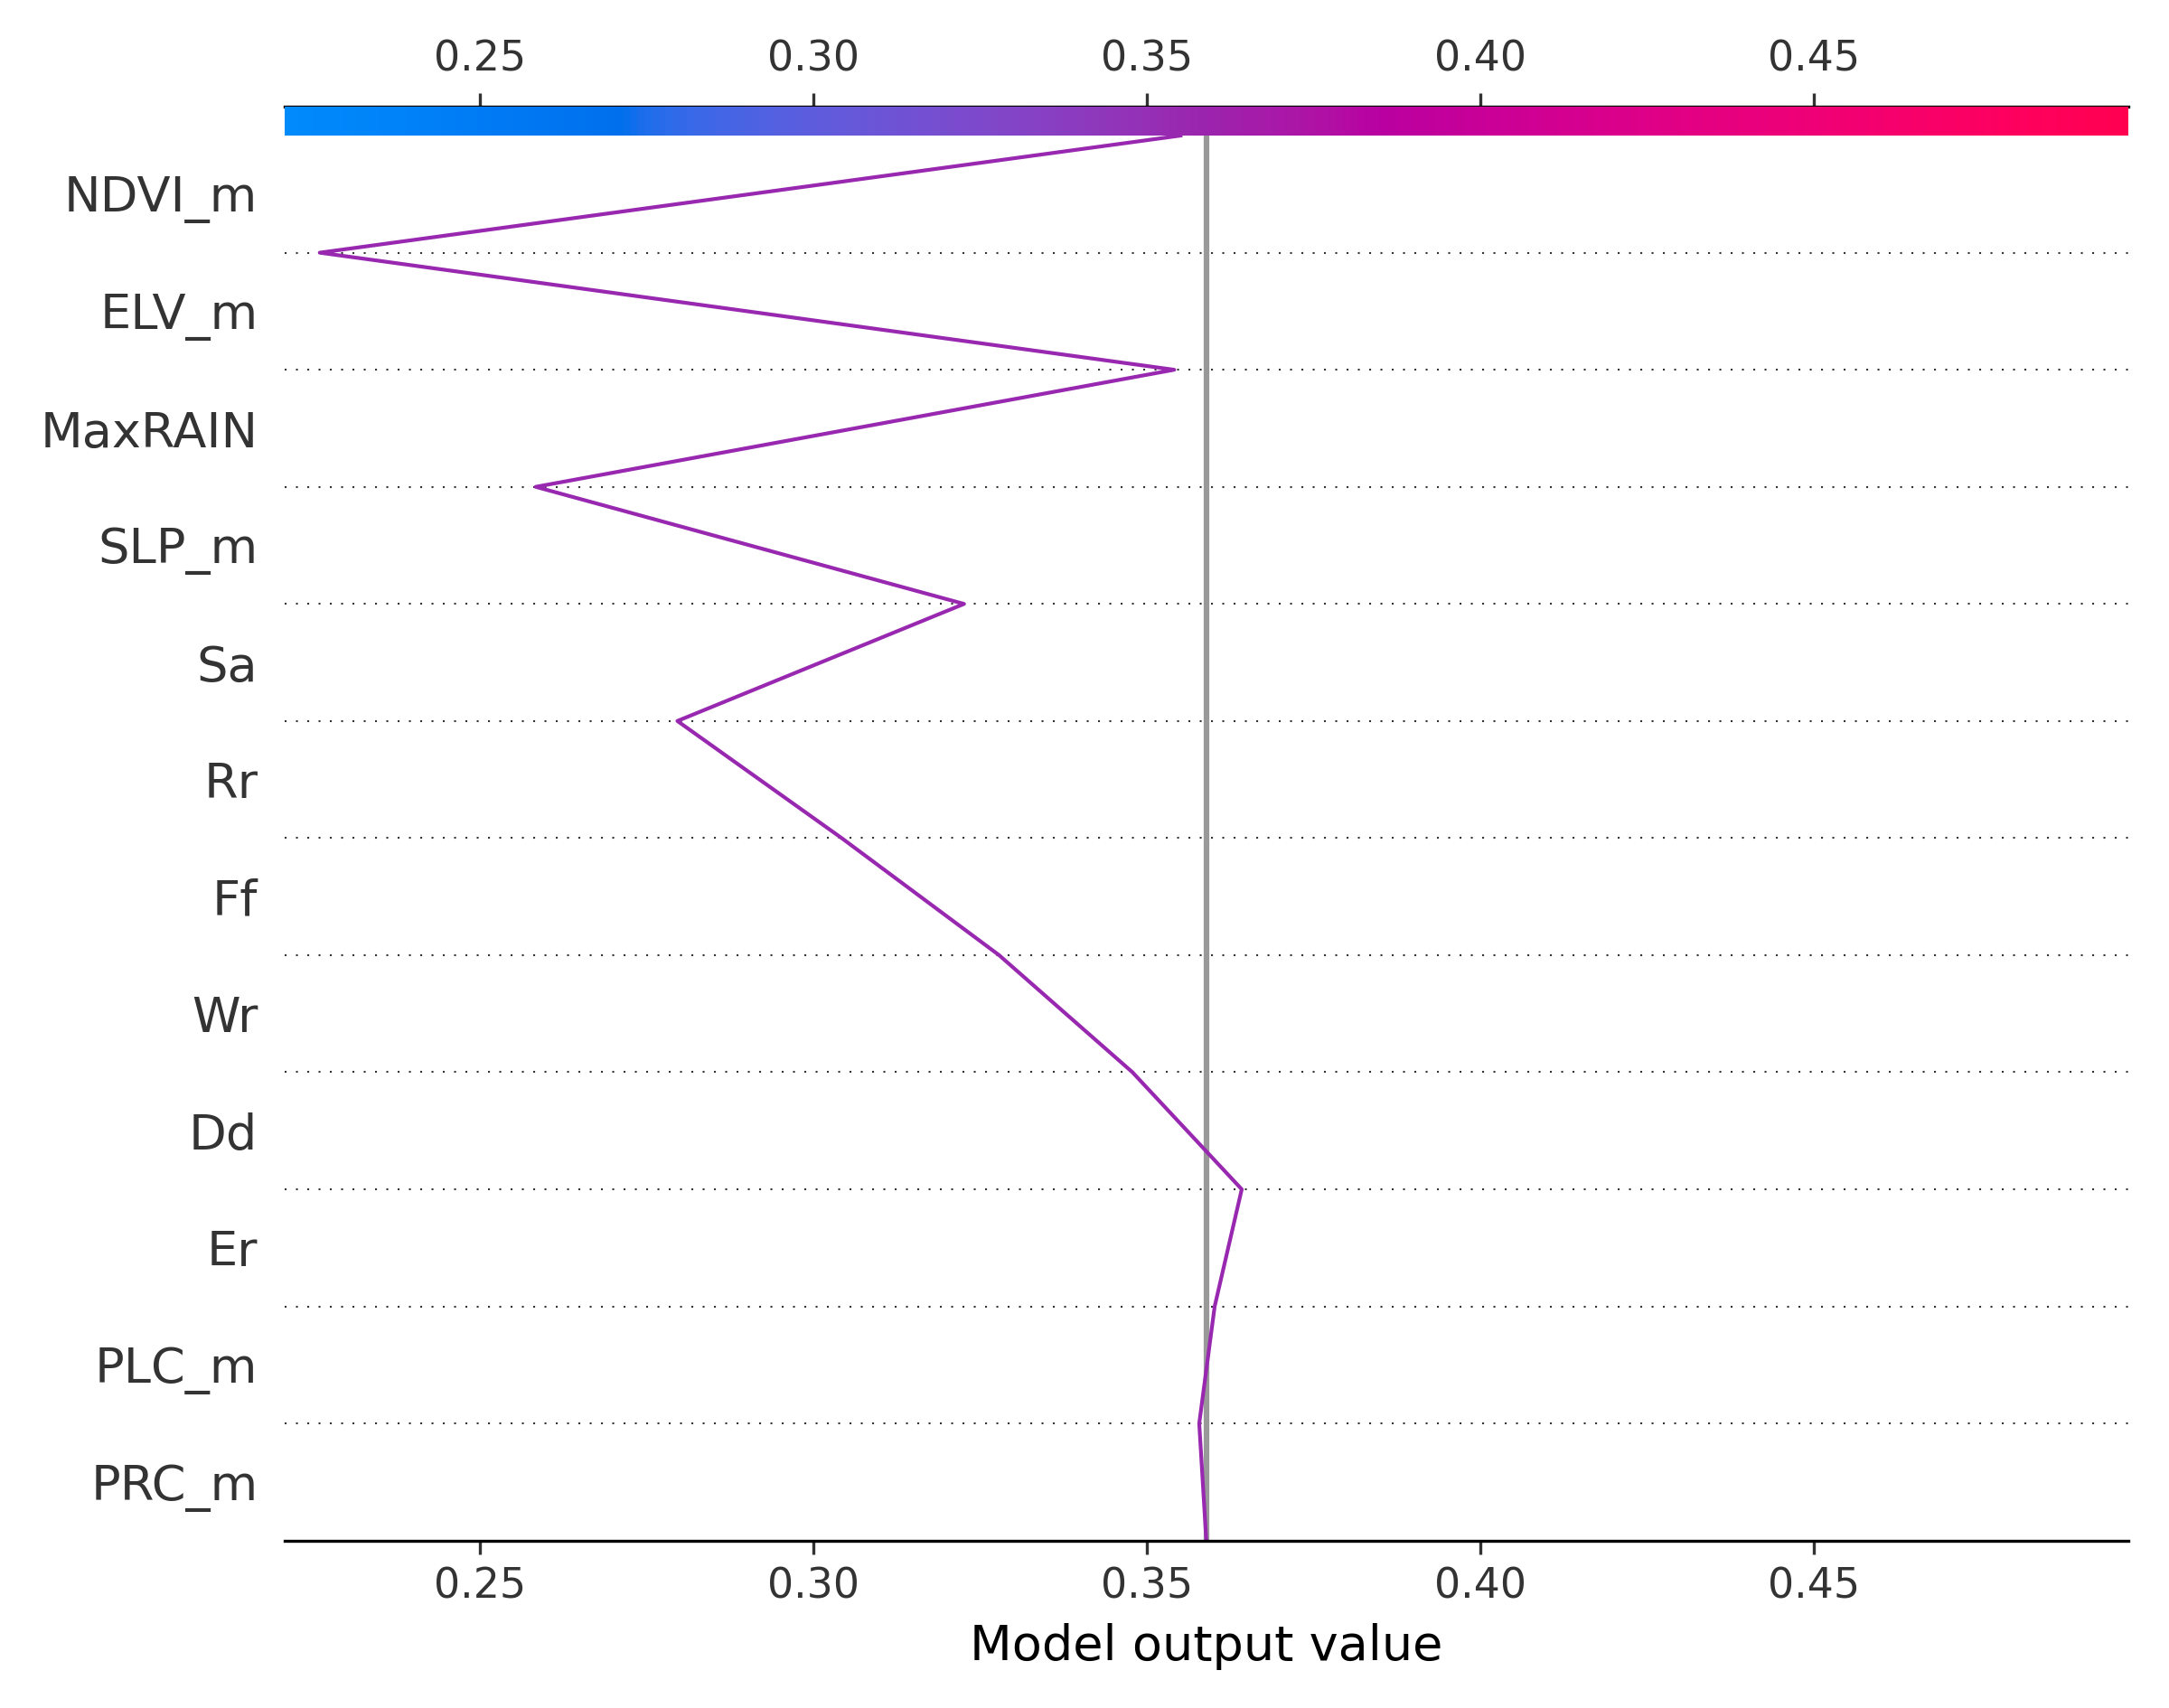 0.25 0.30 0.35 0.40 0.45
NDVI_m
ELV_m
MaxRAIN
SLP_m
Sa
Rr
Ff
Wr
Dd
Er
PLC_m
PRC_m
0.25 0.30 0.35 0.40 0.45
Model output value